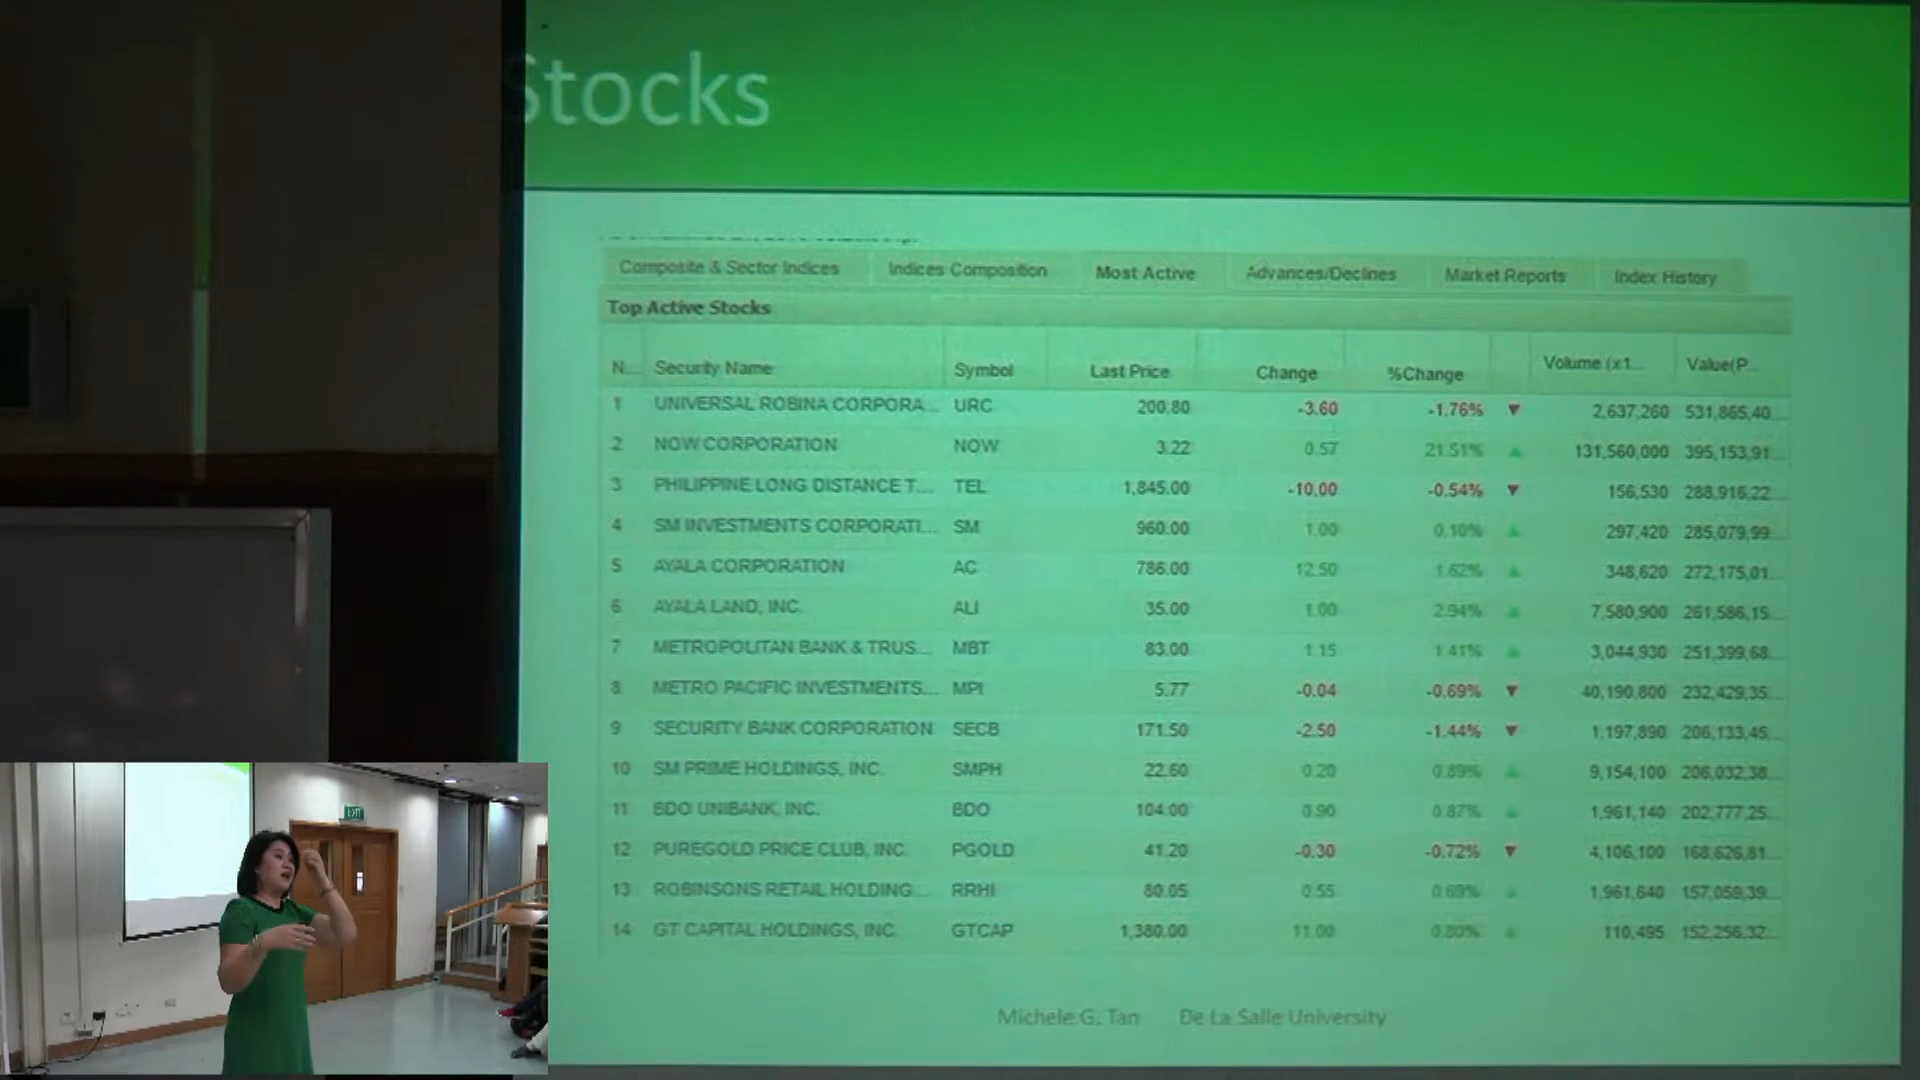 Stocks
Composite & Sector Indices Indices Composition Most Active Advances/Declines Market Reports Index History
Top Active Stocks
N... Security Name Symbol Last Price Change %Change Volume (x1... Value(P...
1 UNIVERSAL ROBINA CORPORA... URC 200.80 -3.60 -1.76% ▼ 2,637,260 531,865,40...
2 NOW CORPORATION NOW 3.22 0.57 21.51% ▲ 131,560,000 395,153,91...
3 PHILIPPINE LONG DISTANCE T... TEL 1,845.00 -10.00 -0.54% ▼ 156,530 288,916,22...
4 SM INVESTMENTS CORPORATI... SM 960.00 1.00 0.10% ▲ 297,420 285,079,99...
5 AYALA CORPORATION AC 786.00 12.50 1.62% ▲ 348,620 272,175,01...
6 AYALA LAND, INC. ALI 35.00 1.00 2.94% ▲ 7,580,900 261,586,15...
7 METROPOLITAN BANK & TRUS... MBT 83.00 1.15 1.41% ▲ 3,044,930 251,399,68...
8 METRO PACIFIC INVESTMENTS... MPI 5.77 -0.04 -0.69% ▼ 40,190,800 232,429,35...
9 SECURITY BANK CORPORATION SECB 171.50 -2.50 -1.44% ▼ 1,197,890 206,133,45...
10 SM PRIME HOLDINGS, INC. SMPH 22.60 0.20 0.89% ▲ 9,154,100 206,032,38...
11 BDO UNIBANK, INC. BDO 104.00 0.90 0.87% ▲ 1,961,140 202,777,25...
12 PUREGOLD PRICE CLUB, INC. PGOLD 41.20 -0.30 -0.72% ▼ 4,106,100 168,626,81...
13 ROBINSONS RETAIL HOLDING... RRHI 80.05 0.55 0.69% ▲ 1,961,640 157,059,39...
14 GT CAPITAL HOLDINGS, INC. GTCAP 1,380.00 11.00 0.80% ▲ 110,495 152,256,32...
Michele G. Tan De La Salle University
EXIT